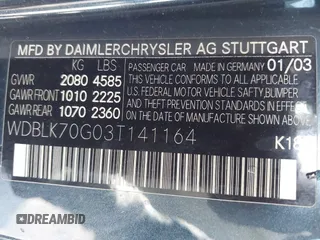 MFD BY DAIMLERCHRYSLER AG STUTTGART
KG LBS
GVWR 2080 4585
GAWR FRONT 1010 2225
GAWR REAR 1070 2360
PASSENGER CAR MADE IN GERMANY 01/03
THIS VEHICLE CONFORMS TO ALL
APPLICABLE U.S. FEDERAL MOTOR
VEHICLE SAFETY, BUMPER
AND THEFT PREVENTION
STANDARDS IN EFFECT ON THE DATE
OF MANUFACTURE SHOWN ABOVE.
WDBLK70G03T141164
K18
DREAMBID